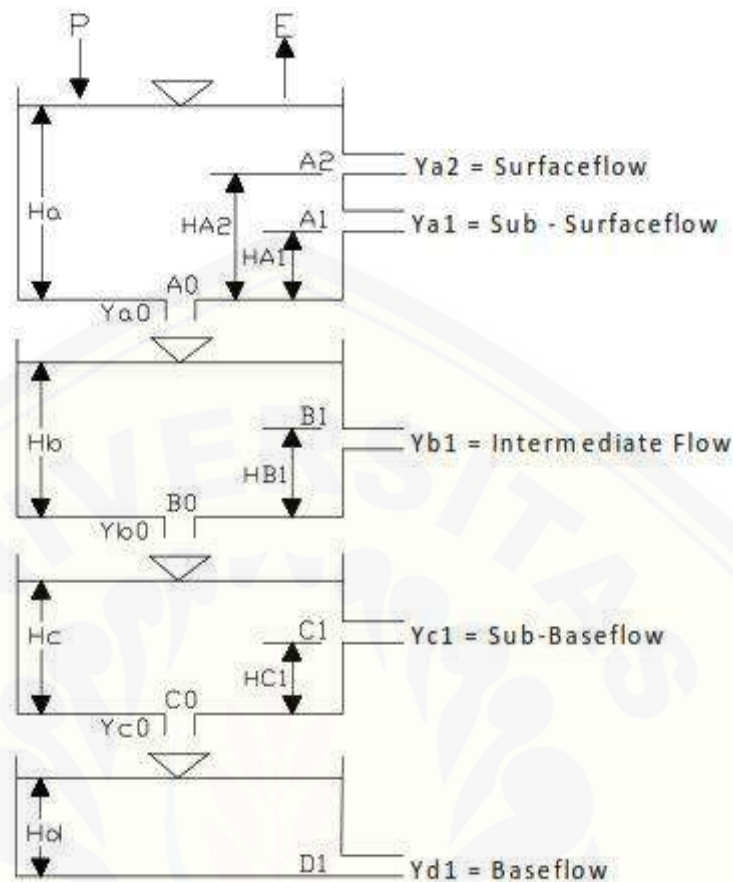 P E
A2 Ya2 = Surfaceflow
Ha HA2 A1 Ya1 = Sub - Surfaceflow
HA1
A0
Ya0
B1 Yb1 = Intermediate Flow
Hb HB1
B0
Yb0
Hc C1 Yc1 = Sub-Baseflow
HC1
C0
Yc0
Hd
D1 Yd1 = Baseflow
UNIVERSITAS